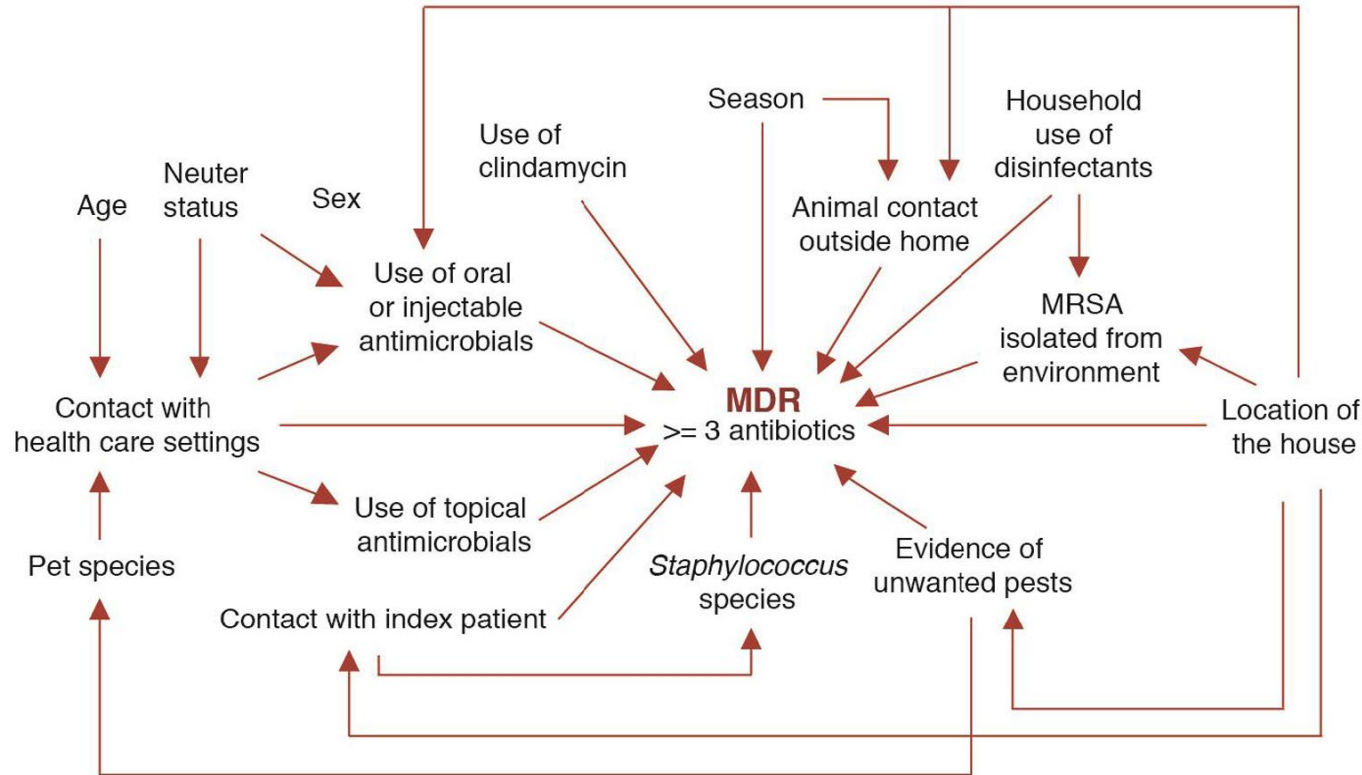 Season
Household
use of
disinfectants
Use of
clindamycin
Neuter
status
Age
Sex
Animal contact
outside home
Use of oral
or injectable
antimicrobials
MRSA
isolated from
environment
MDR
>= 3 antibiotics
Contact with
health care settings
Location of
the house
Use of topical
antimicrobials
Pet species
Staphylococcus
species
Evidence of
unwanted pests
Contact with index patient